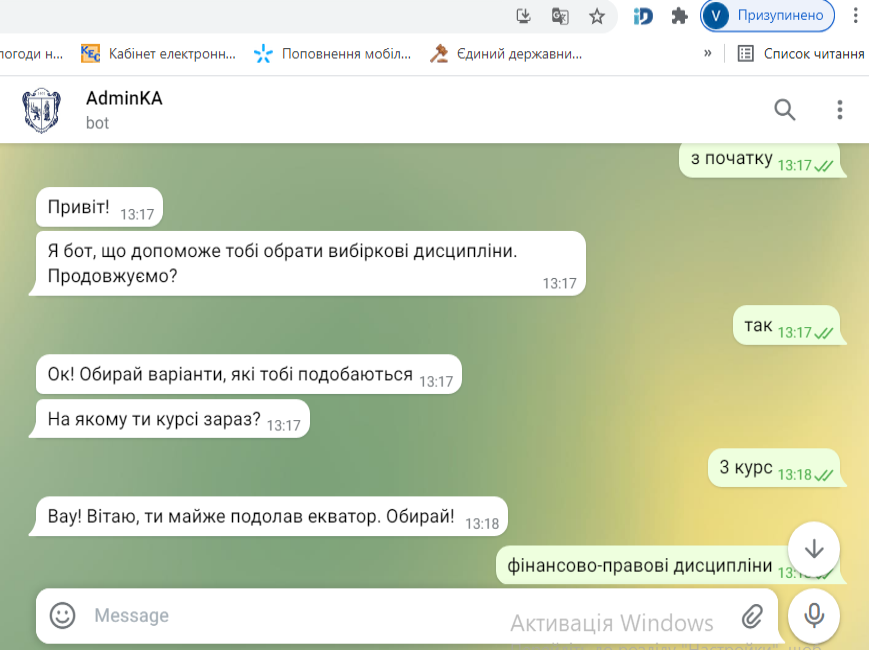 V Призупинено
погоди н... Кабінет електронн... Поповнення мобіл... Єдиний державни... » Список читання
AdminKA
bot
з початку 13:17
Привіт! 13:17
Я бот, що допоможе тобі обрати вибіркові дисципліни.
Продовжуємо? 13:17
так 13:17
Ок! Обирай варіанти, які тобі подобаються 13:17
На якому ти курсі зараз? 13:17
3 курс 13:18
Вау! Вітаю, ти майже подолав екватор. Обирай! 13:18
фінансово-правові дисципліни
Message
Активація Windows